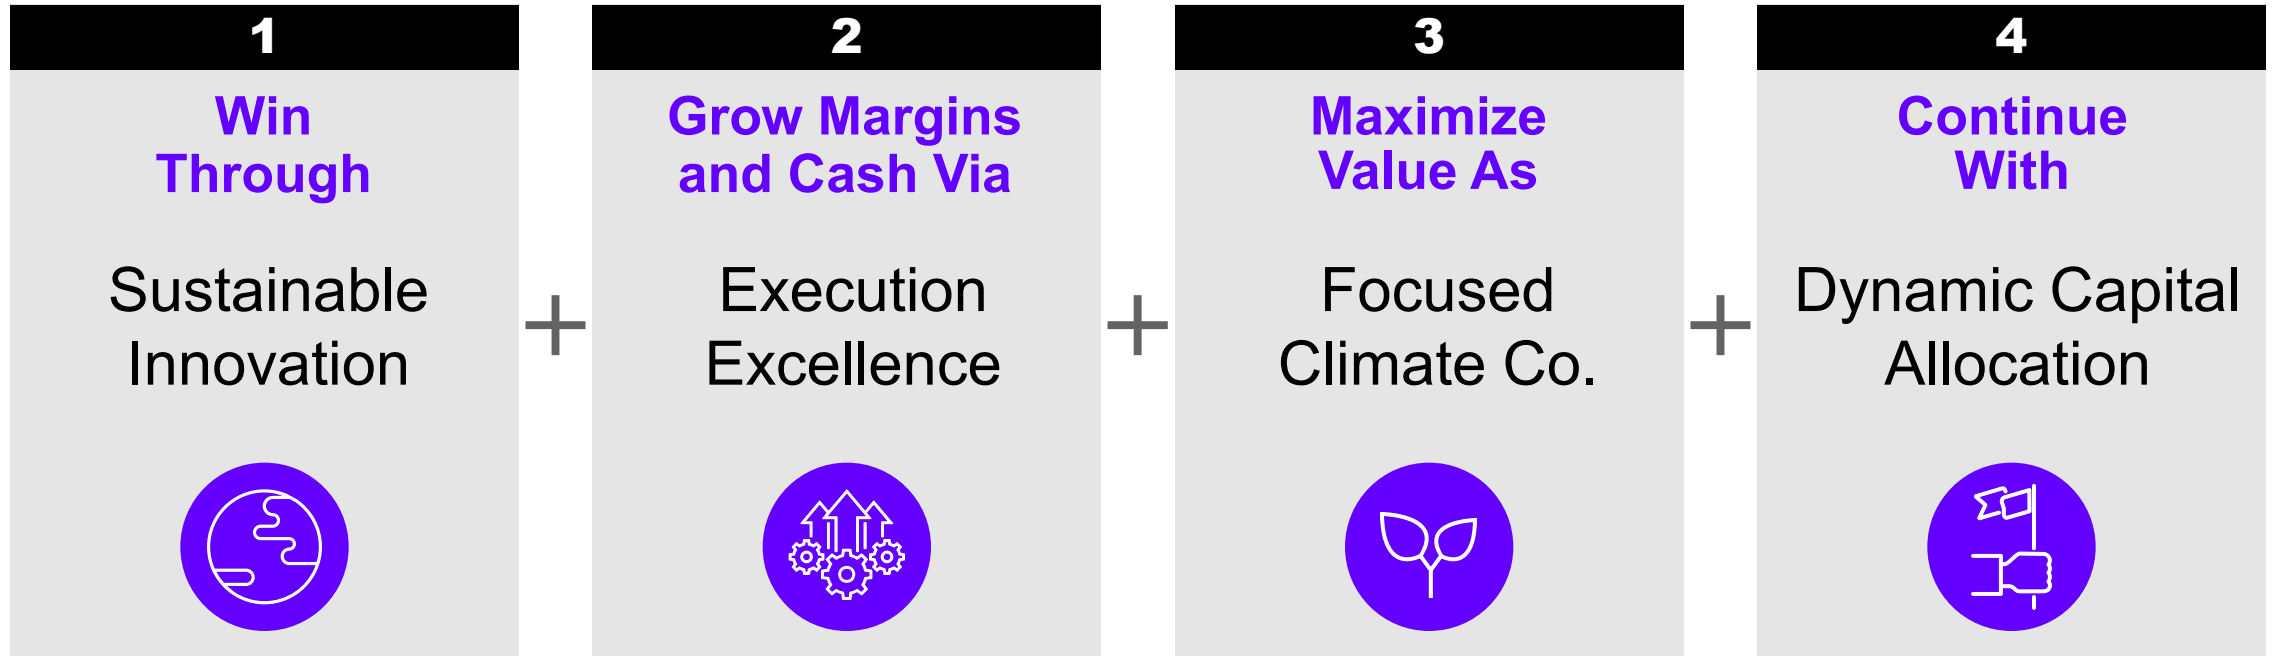 1
Win
Through
Sustainable
Innovation
+
2
Grow Margins
and Cash Via
Execution
Excellence
+
3
Maximize
Value As
Focused
Climate Co.
+
4
Continue
With
Dynamic Capital
Allocation